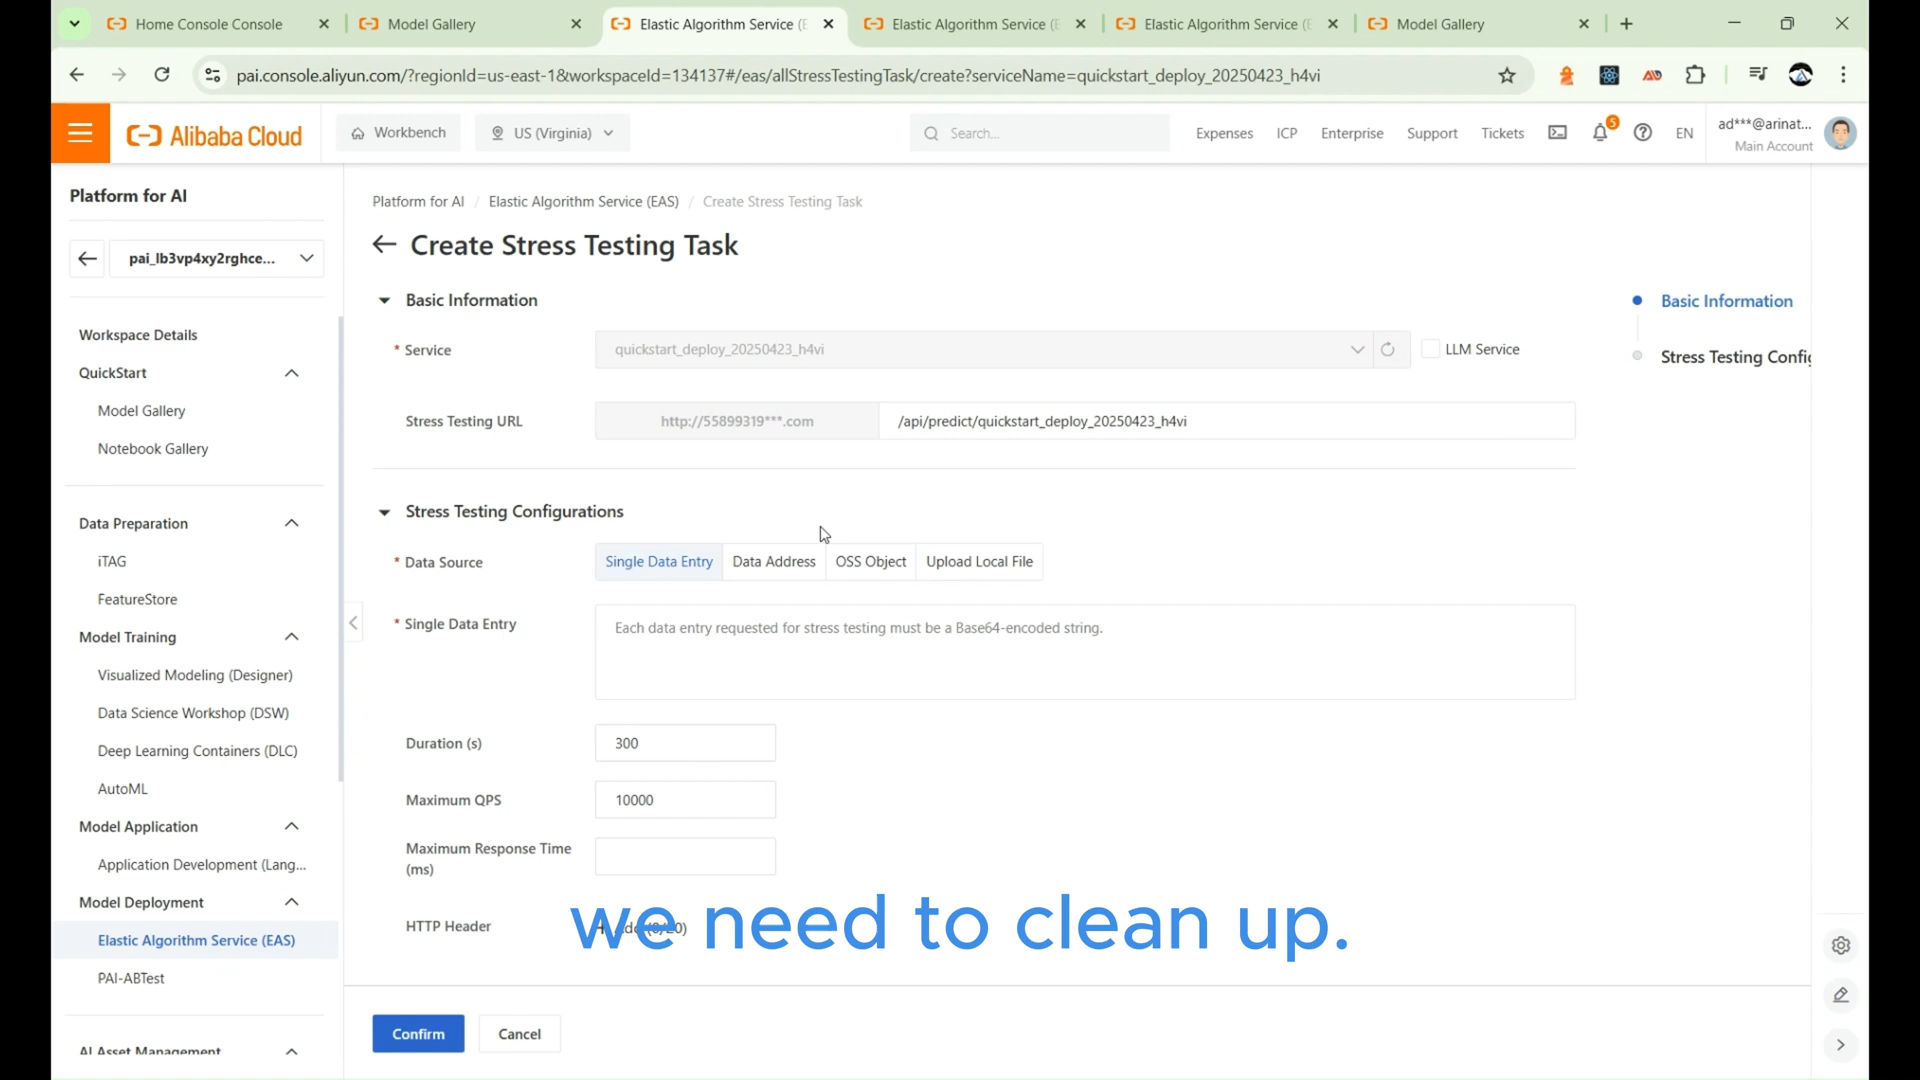 Home Console Console
Model Gallery
Elastic Algorithm Service (E
Elastic Algorithm Service (E
Elastic Algorithm Service (E
Model Gallery
pai.console.aliyun.com/?regionId=us-east-1&workspaceId=134137#/eas/allStressTestingTask/create?serviceName=quickstart_deploy_20250423_h4vi
Alibaba Cloud
Workbench
US (Virginia)
Search...
Expenses
ICP
Enterprise
Support
Tickets
5
EN
ad***@arinat...
Main Account
Platform for AI
pai_lb3vp4xy2rghce...
Workspace Details
QuickStart
Model Gallery
Notebook Gallery
Data Preparation
iTAG
FeatureStore
Model Training
Visualized Modeling (Designer)
Data Science Workshop (DSW)
Deep Learning Containers (DLC)
AutoML
Model Application
Application Development (Lang...
Model Deployment
Elastic Algorithm Service (EAS)
PAI-ABTest
AI Asset Management
Platform for AI / Elastic Algorithm Service (EAS) / Create Stress Testing Task
Create Stress Testing Task
Basic Information
* Service
quickstart_deploy_20250423_h4vi
LLM Service
Stress Testing URL
http://55899319***.com
/api/predict/quickstart_deploy_20250423_h4vi
Stress Testing Configurations
* Data Source
Single Data Entry
Data Address
OSS Object
Upload Local File
* Single Data Entry
Each data entry requested for stress testing must be a Base64-encoded string.
Duration (s)
300
Maximum QPS
10000
Maximum Response Time
(ms)
HTTP Header
+ Add (0/20)
we need to clean up.
Confirm
Cancel
Basic Information
Stress Testing Config